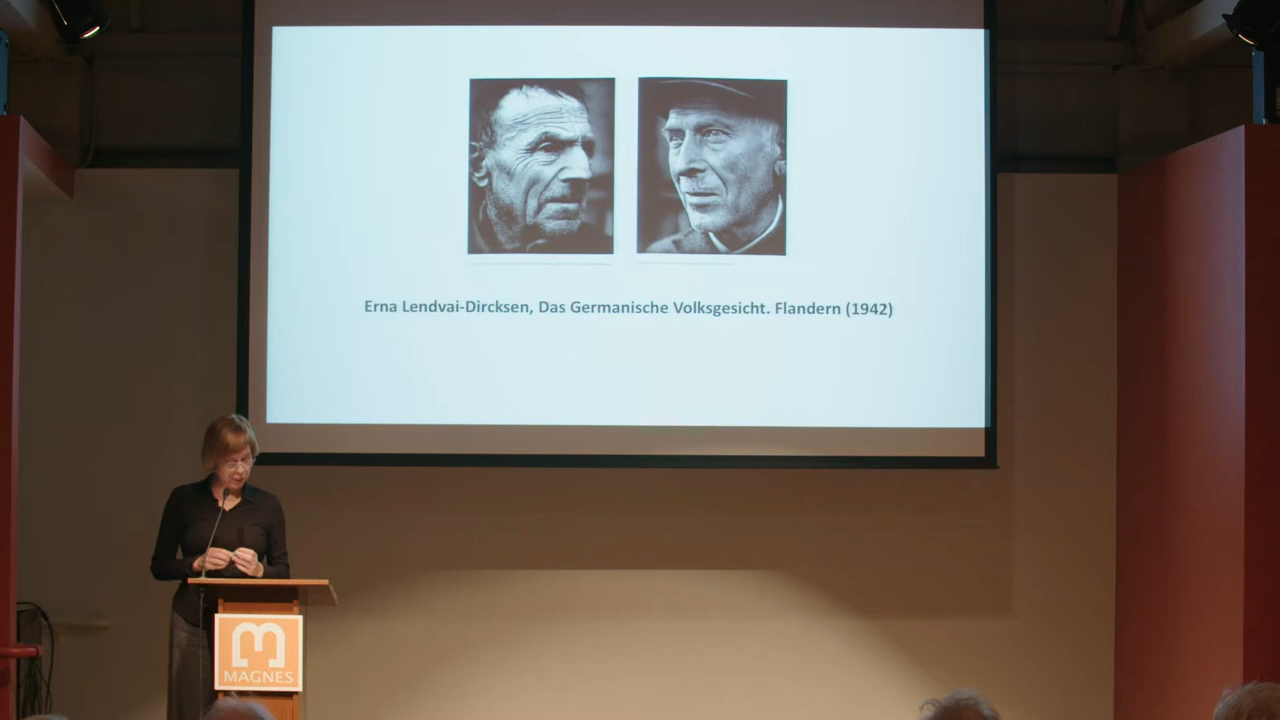 Erna Lendvai-Dircksen, Das Germanische Volksgesicht. Flandern (1942)
MAGNES